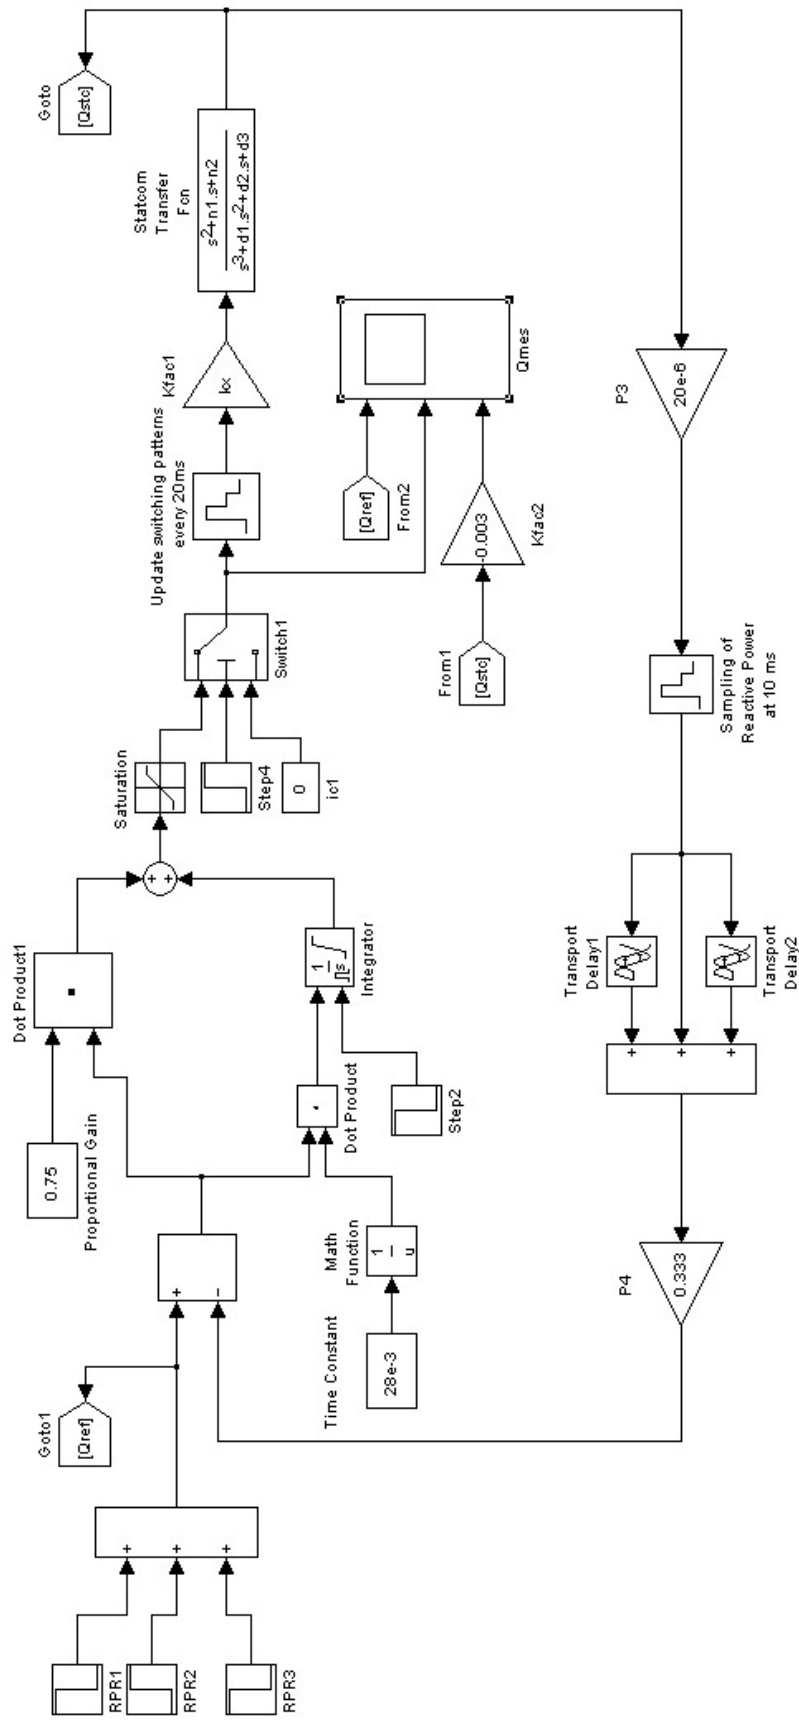 RPR1
RPR2
RPR3
+
+
+
Goto1
[Qref]
+
-
Time Constant
28e-3
Math
Function
1
u
0.75
Proportional Gain
Dot Product1
Dot Product
Step2
1
s
Integrator
+
+
Saturation
Step4
0
ic1
Switch1
Update switching patterns
every 20ms
Kfac1
Statcom
Transfer
Fcn
s2+n1.s+n2
s3+d1.s2+d2.s+d3
Goto
[Qstc]
[Qref]
From2
From1
[Qstc]
-0.003
Kfac2
Qmes
P3
20e-6
Sampling of
Reactive Power
at 10 ms
Transport
Delay1
Transport
Delay2
+
+
+
P4
0.333